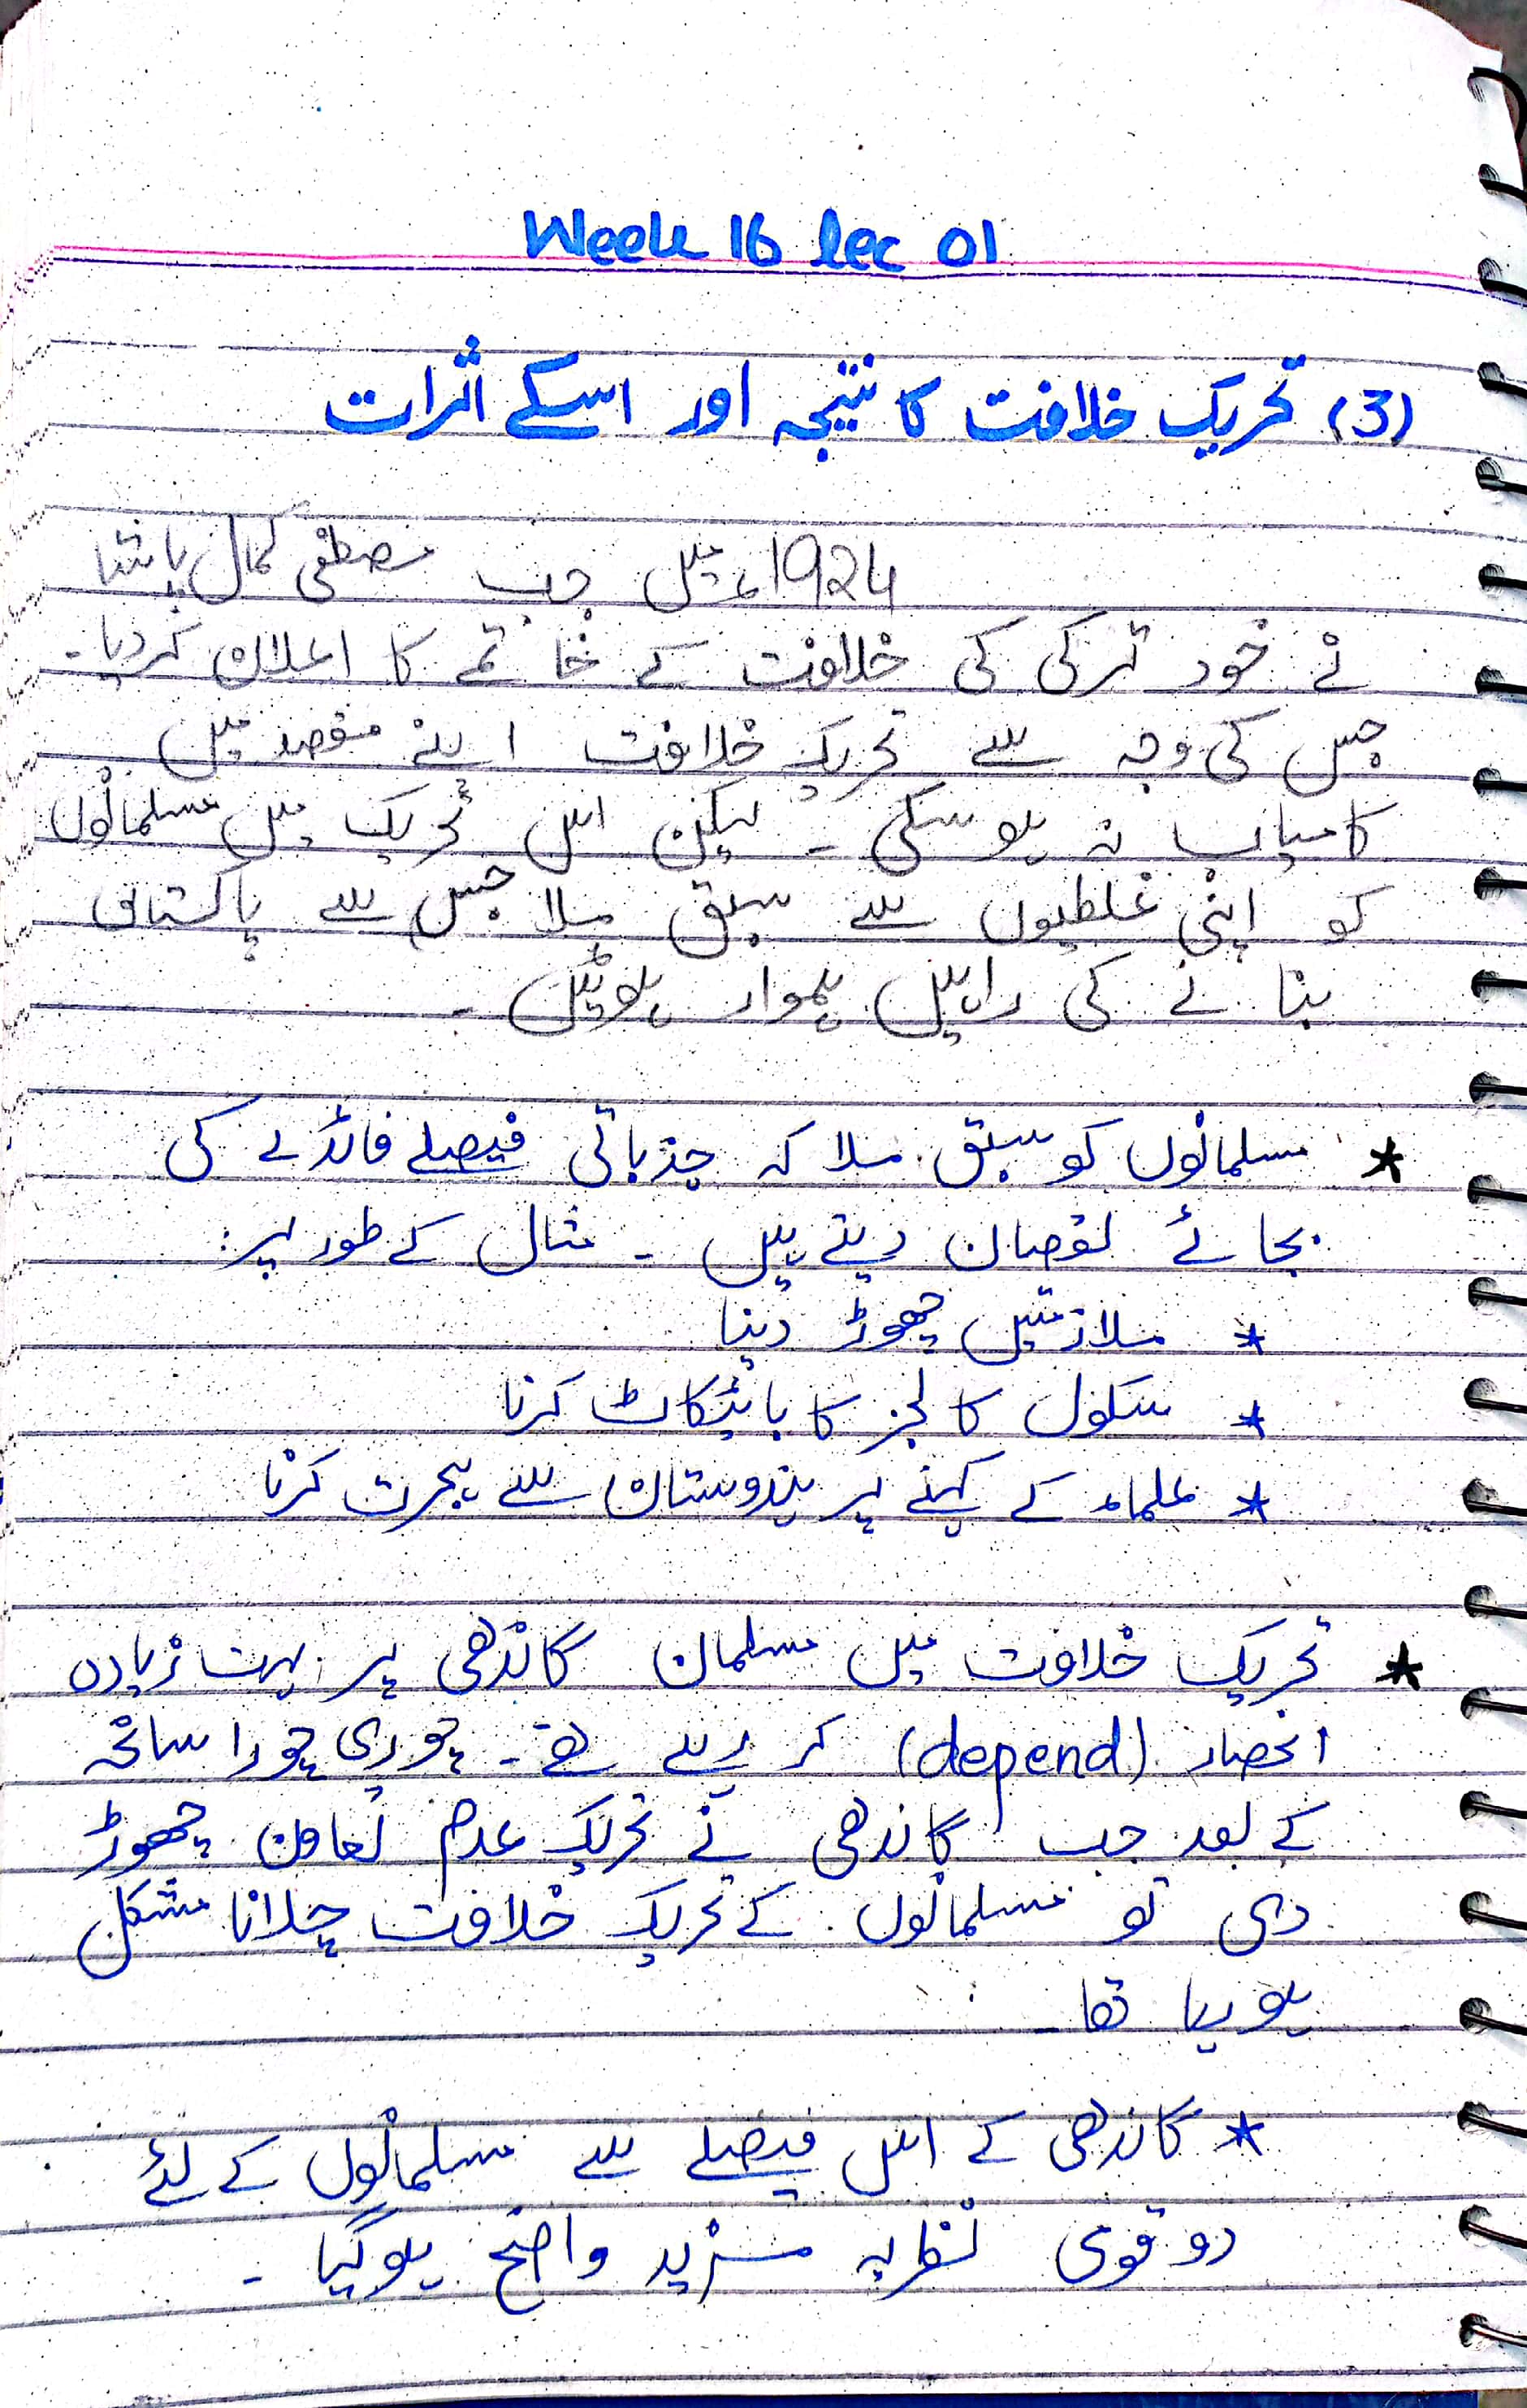 Week 16 lec 01
(3) تحریک خلافت کا نتیجہ اور اسکے اثرات
1924ء میں جب مصطفی کمال پاشا
نے خود ترکی کی خلافت کے خاتمے کا اعلان کردیا۔
جس کی وجہ سے تحریک خلافت اپنے مقصد میں
کامیاب نہ ہو سکی ۔ لیکن اس تحریک میں مسلمانوں
کو اپنی غلطیوں سے سبق ملا جس سے پاکستان
بنانے کی راہیں ہموار ہوئیں ۔
* مسلمانوں کو سبق ملا کہ جذباتی فیصلے فائدے کی
بجائے نقصان دیتے ہیں ۔ مثال کے طور پر:
* ملازمتیں چھوڑ دینا
* سکول کالجز کا بائیکاٹ کرنا
* علماء کے کہنے پر ہندوستان سے ہجرت کرنا
* تحریک خلافت میں مسلمان گاندھی پر بہت زیادہ
انحصار (depend) کر رہے تھے۔ چوری چورا سانحہ
کے بعد جب گاندھی نے تحریک عدم تعاون چھوڑ
دی تو مسلمانوں کے تحریک خلافت چلانا مشکل
ہو رہا تھا۔
* گاندھی کے اس فیصلے سے مسلمانوں کے لئے
دو قومی نظریہ مزید واضح ہوگیا ۔